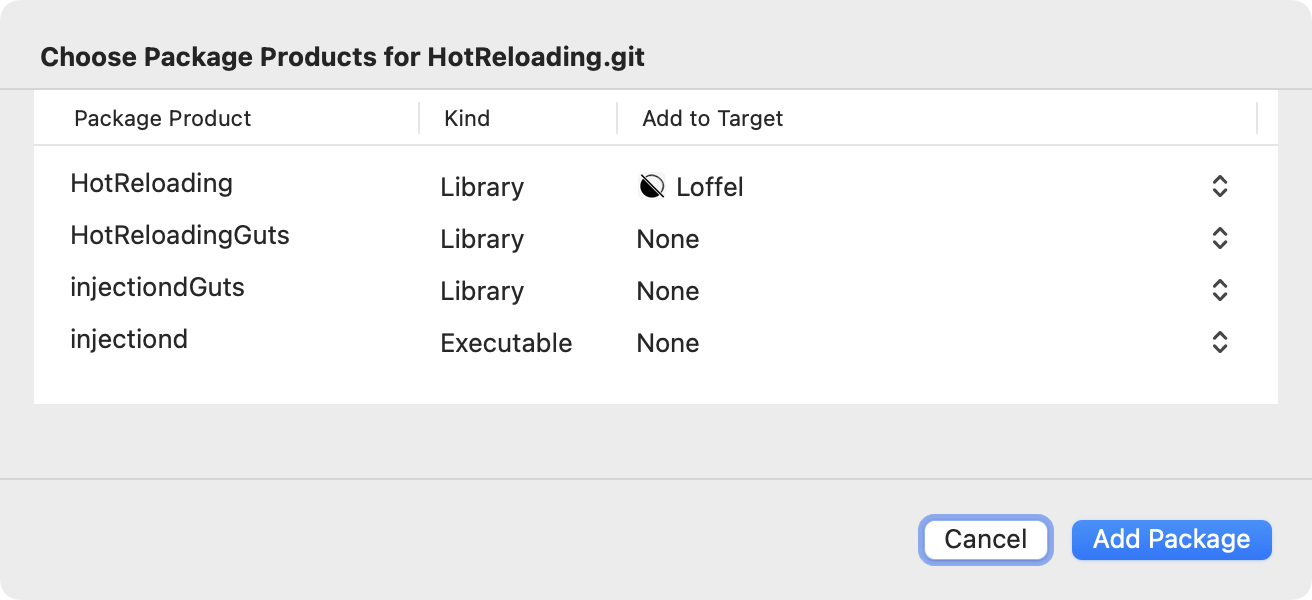 Choose Package Products for HotReloading.git
Package Product Kind Add to Target
HotReloading Library Loffel
HotReloadingGuts Library None
injectiondGuts Library None
injectiond Executable None
Cancel Add Package